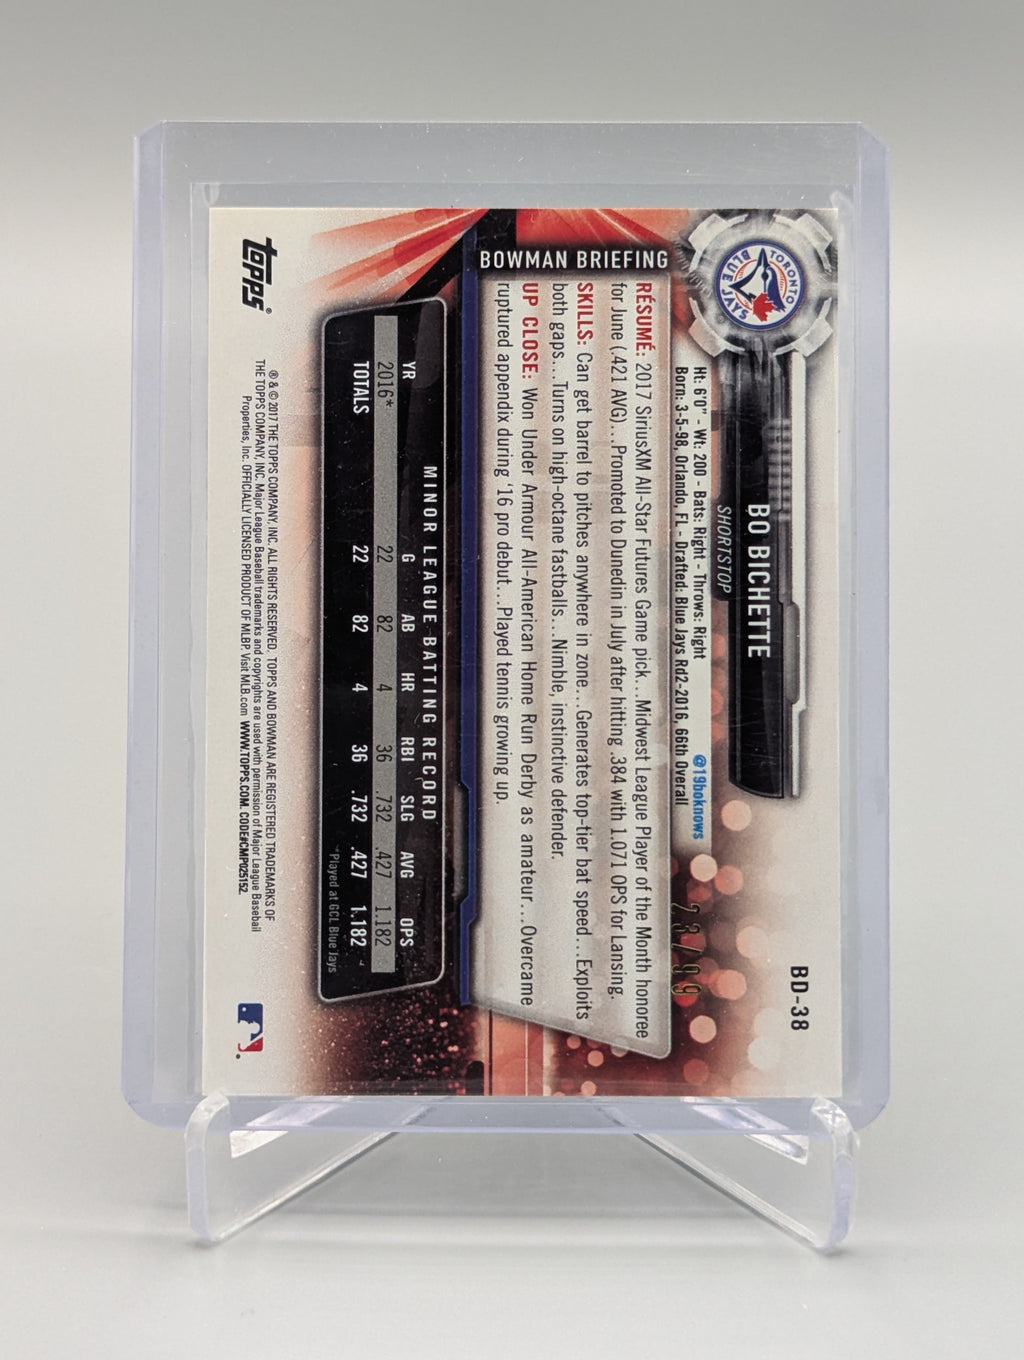 BD-38
BO BICHETTE
SHORTSTOP
TORONTO
BLUE JAYS
Ht: 6'0" - Wt: 200 - Bats: Right - Throws: Right
@19boknows
Born: 3-5-98, Orlando, FL - Drafted: Blue Jays Rd2-2016, 66th Overall
23/99
BOWMAN BRIEFING
RÉSUMÉ: 2017 SiriusXM All-Star Futures Game pick...Midwest League Player of the Month honoree
for June (.421 AVG)...Promoted to Dunedin in July after hitting .384 with 1.071 OPS for Lansing.
SKILLS: Can get barrel to pitches anywhere in zone...Generates top-tier bat speed...Exploits
both gaps...Turns on high-octane fastballs...Nimble, instinctive defender.
UP CLOSE: Won Under Armour All-American Home Run Derby as amateur...Overcame
ruptured appendix during '16 pro debut...Played tennis growing up.
MINOR LEAGUE BATTING RECORD
YR G AB HR RBI SLG AVG OPS
2016* 22 82 4 36 .732 .427 1.182
TOTALS 22 82 4 36 .732 .427 1.182
*Played at GCL Blue Jays
topps®
® & © 2017 THE TOPPS COMPANY, INC. ALL RIGHTS RESERVED. TOPPS AND BOWMAN ARE REGISTERED TRADEMARKS OF
THE TOPPS COMPANY, INC. Major League Baseball trademarks and copyrights are used with permission of Major League Baseball
Properties, Inc. OFFICIALLY LICENSED PRODUCT OF MLBP. Visit MLB.com WWW.TOPPS.COM. CODE#CMP025152